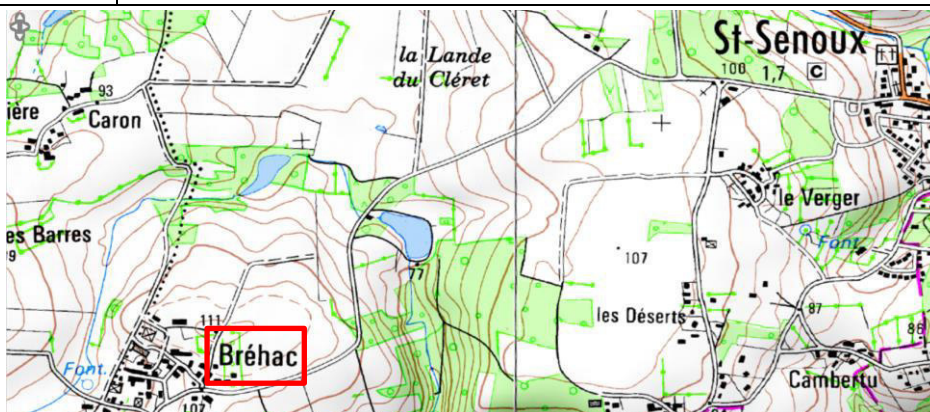 St-Senoux
la Lande
du Cléret
100
1,7
C
93
ière
Caron
le Verger
Font.
es Barres
9
107
77
les Déserts
111
Bréhac
87
86
Font.
107
Cambertu